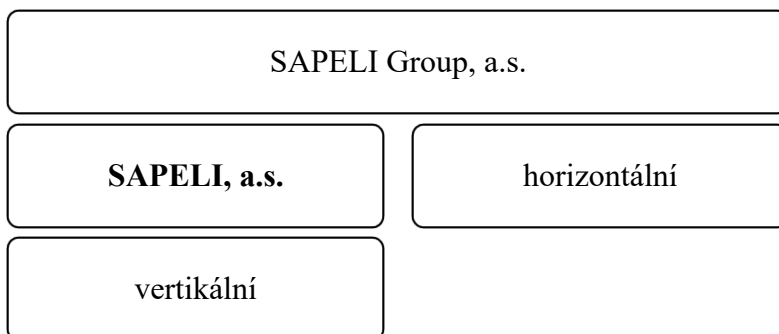 SAPELI Group, a.s.
SAPELI, a.s.
horizontální
vertikální